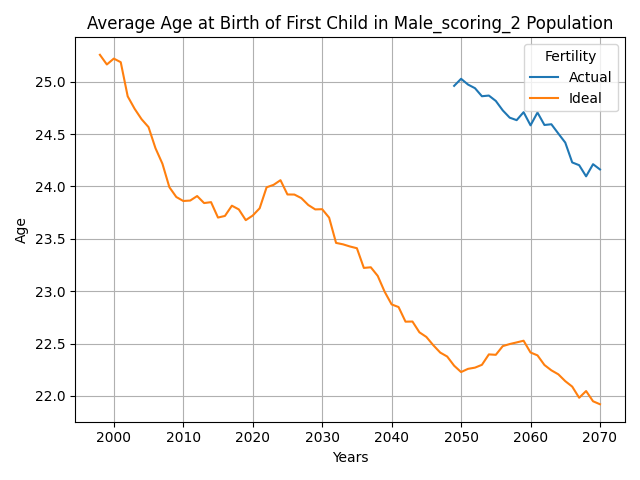 Average Age at Birth of First Child in Male_scoring_2 Population
Fertility
Actual
Ideal
Age
25.0
24.5
24.0
23.5
23.0
22.5
22.0
2000 2010 2020 2030 2040 2050 2060 2070
Years